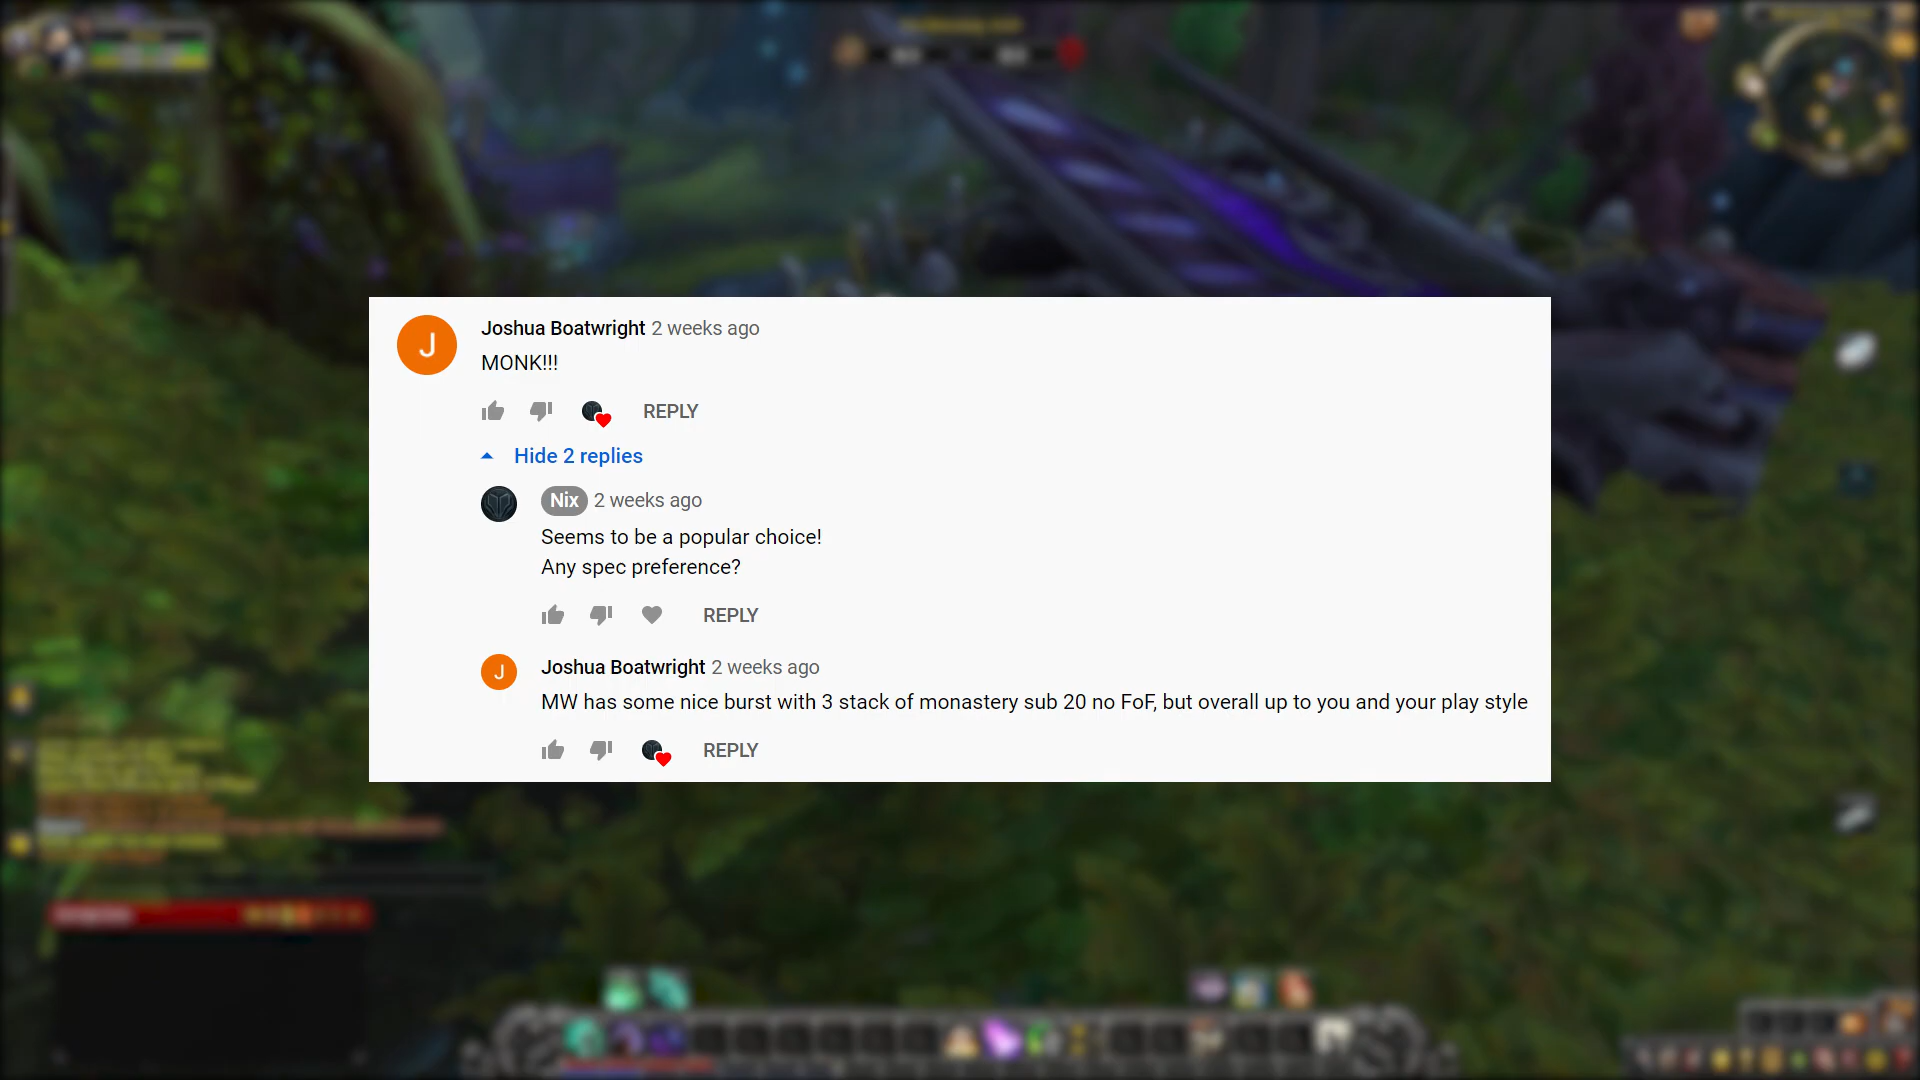 J
Joshua Boatwright 2 weeks ago
MONK!!!
REPLY
Hide 2 replies
Nix 2 weeks ago
Seems to be a popular choice!
Any spec preference?
REPLY
J
Joshua Boatwright 2 weeks ago
MW has some nice burst with 3 stack of monastery sub 20 no FoF, but overall up to you and your play style
REPLY